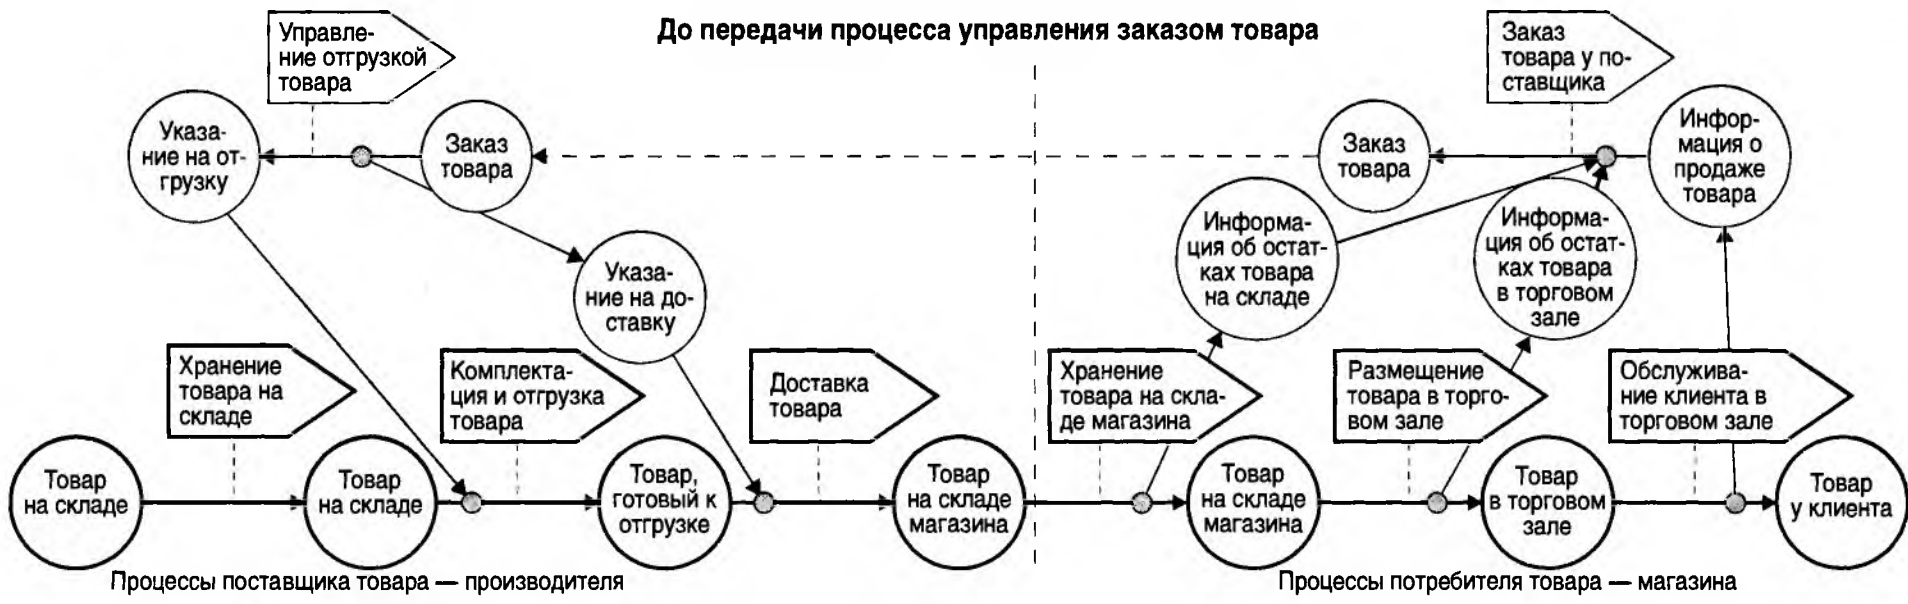 До передачи процесса управления заказом товара
Управле-
ние отгрузкой
товара
Заказ
товара у по-
ставщика
Указа-
ние на от-
грузку
Заказ
товара
Заказ
товара
Инфор-
мация о
продаже
товара
Указа-
ние на до-
ставку
Информа-
ция об остат-
ках товара
на складе
Информа-
ция об остат-
ках товара
в торговом
зале
Хранение
товара на
складе
Комплекта-
ция и отгрузка
товара
Доставка
товара
Хранение
товара на скла-
де магазина
Размещение
товара в торго-
вом зале
Обслужива-
ние клиента в
торговом зале
Товар
на складе
Товар
на складе
Товар,
готовый к
отгрузке
Товар
на складе
магазина
Товар
на складе
магазина
Товар
в торговом
зале
Товар
у клиента
Процессы поставщика товара — производителя
Процессы потребителя товара — магазина